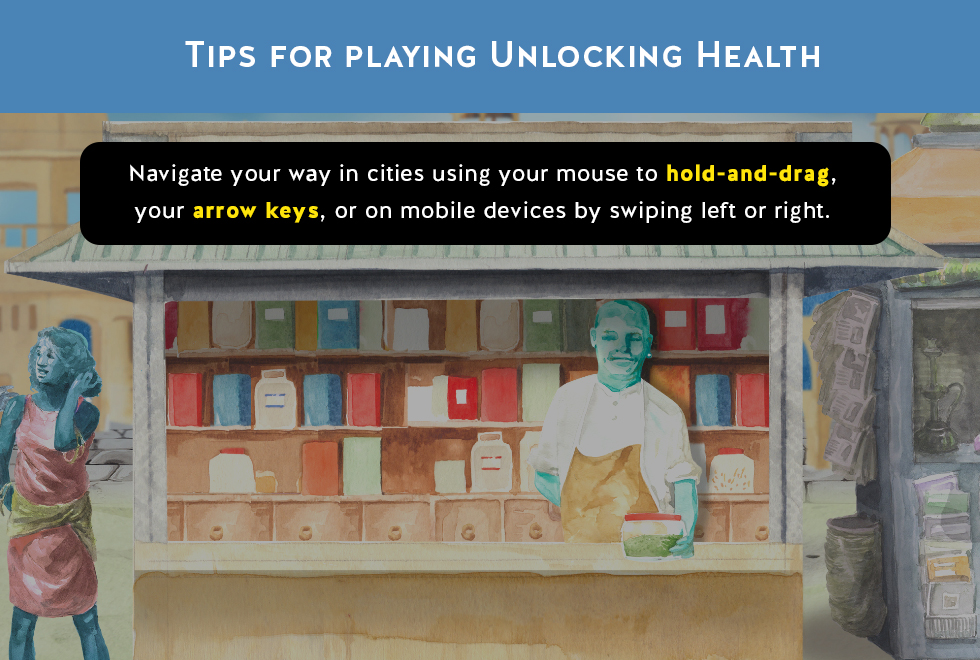 Tips for playing Unlocking Health
Navigate your way in cities using your mouse to hold-and-drag,
your arrow keys, or on mobile devices by swiping left or right.